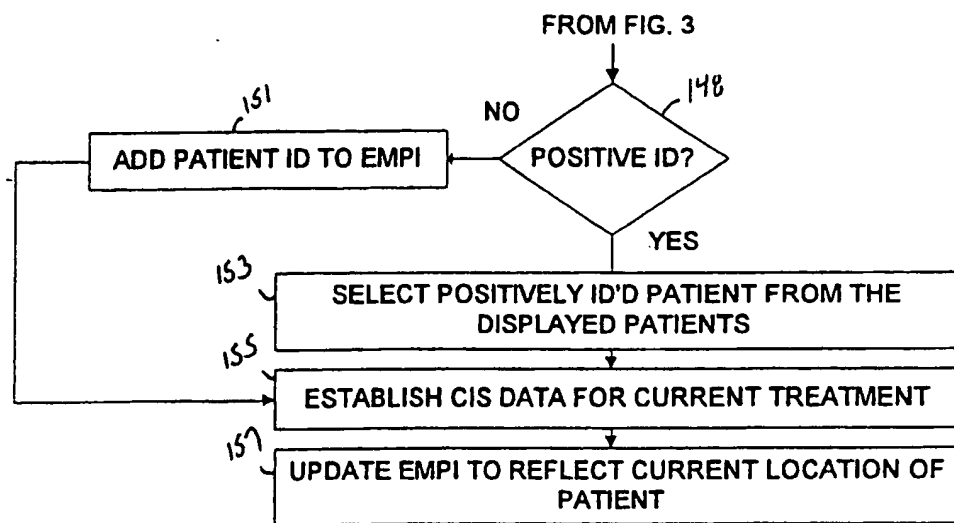 FROM FIG. 3
148
NO
151
POSITIVE ID?
ADD PATIENT ID TO EMPI
YES
153
SELECT POSITIVELY ID'D PATIENT FROM THE
DISPLAYED PATIENTS
155
ESTABLISH CIS DATA FOR CURRENT TREATMENT
157
UPDATE EMPI TO REFLECT CURRENT LOCATION OF
PATIENT